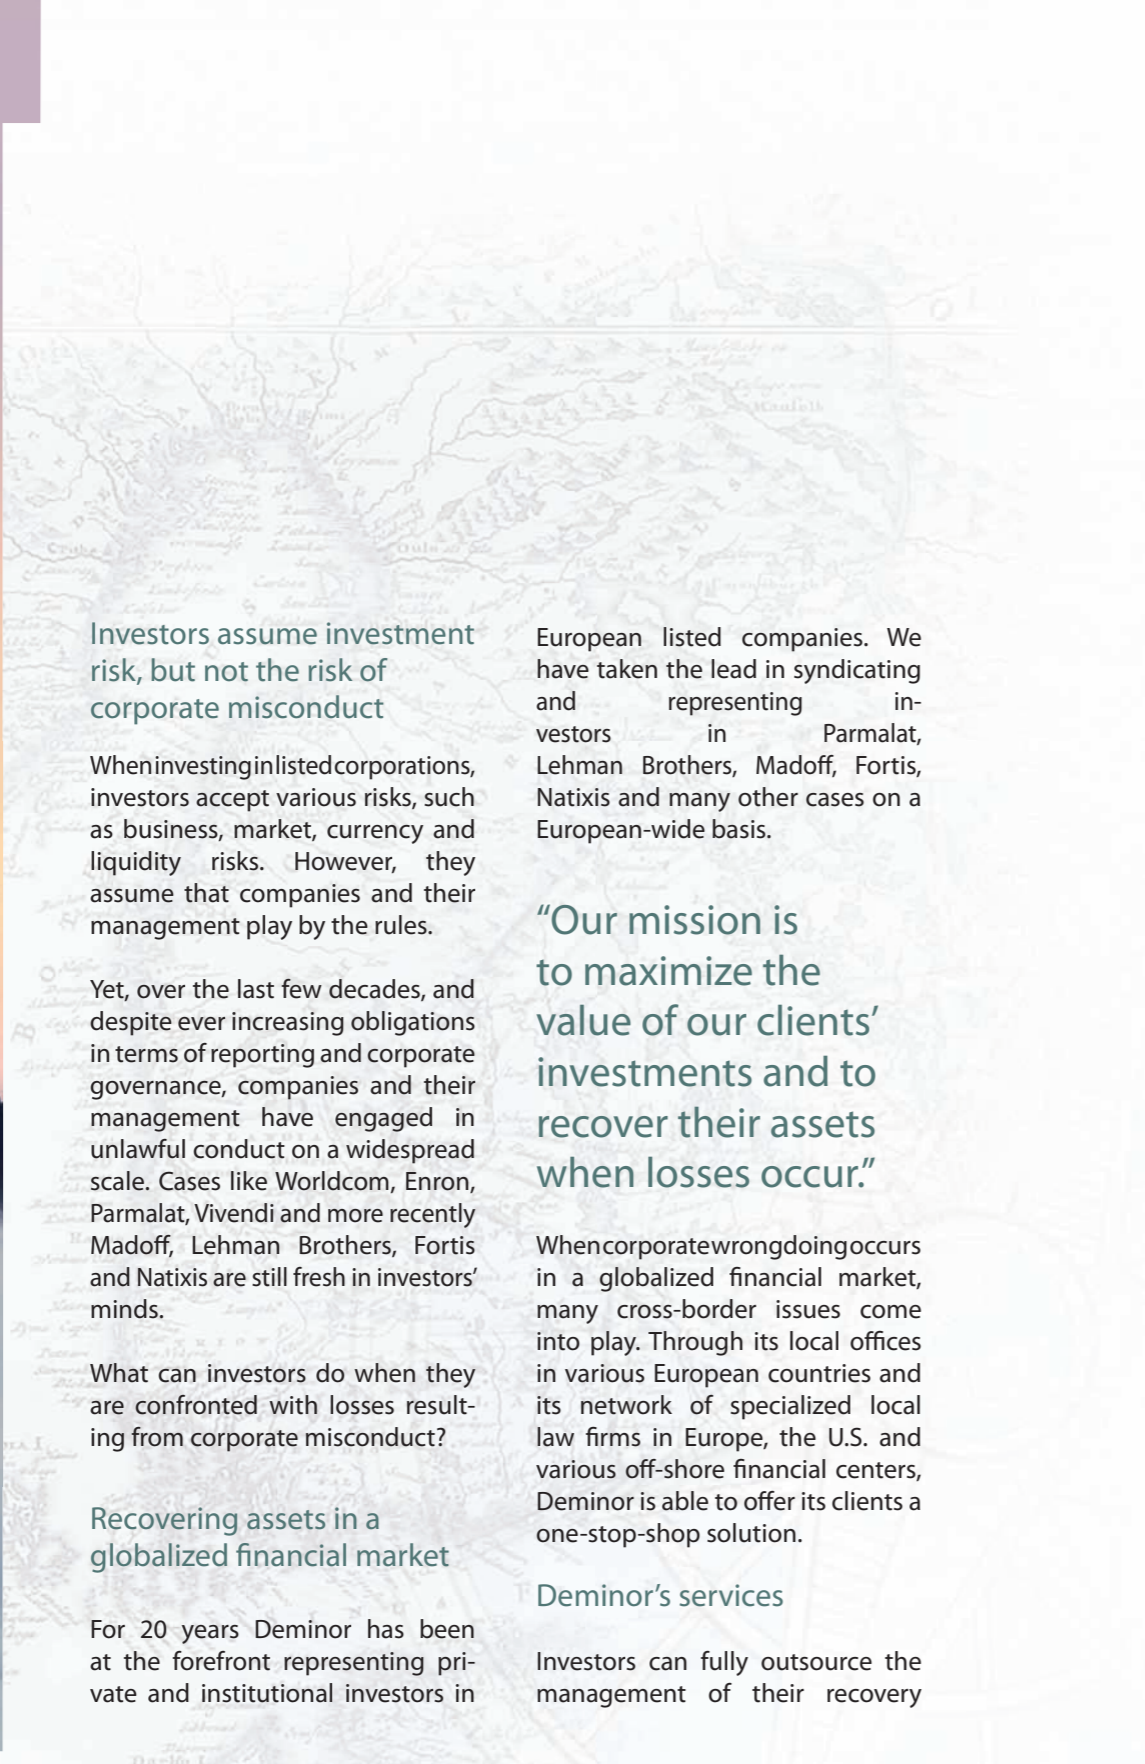 Investors assume investment
risk, but not the risk of
corporate misconduct
When investing in listed corporations,
investors accept various risks, such
as business, market, currency and
liquidity risks. However, they
assume that companies and their
management play by the rules.
Yet, over the last few decades, and
despite ever increasing obligations
in terms of reporting and corporate
governance, companies and their
management have engaged in
unlawful conduct on a widespread
scale. Cases like Worldcom, Enron,
Parmalat, Vivendi and more recently
Madoff, Lehman Brothers, Fortis
and Natixis are still fresh in investors’
minds.
What can investors do when they
are confronted with losses result-
ing from corporate misconduct?
Recovering assets in a
globalized financial market
For 20 years Deminor has been
at the forefront representing pri-
vate and institutional investors in
European listed companies. We
have taken the lead in syndicating
and representing in-
vestors in Parmalat,
Lehman Brothers, Madoff, Fortis,
Natixis and many other cases on a
European-wide basis.
“Our mission is
to maximize the
value of our clients’
investments and to
recover their assets
when losses occur.”
When corporate wrongdoing occurs
in a globalized financial market,
many cross-border issues come
into play. Through its local offices
in various European countries and
its network of specialized local
law firms in Europe, the U.S. and
various off-shore financial centers,
Deminor is able to offer its clients a
one-stop-shop solution.
Deminor’s services
Investors can fully outsource the
management of their recovery